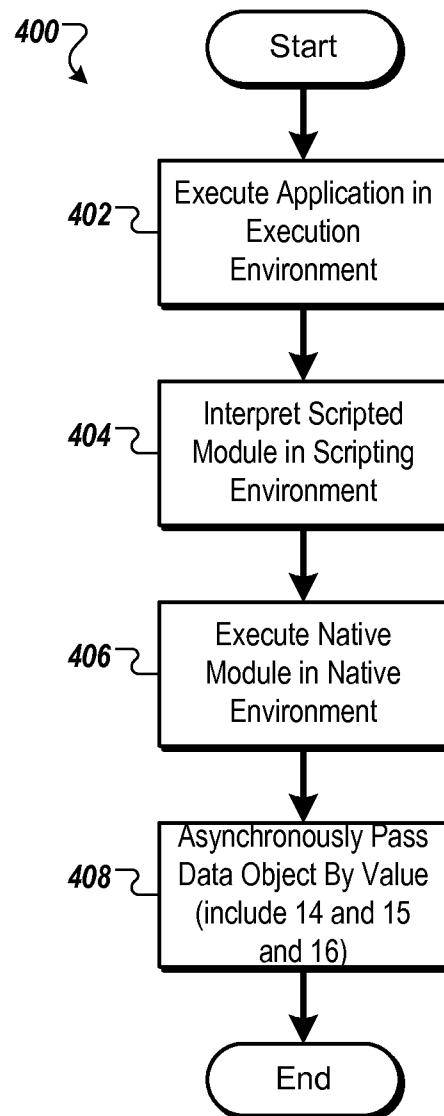 400
Start
402
Execute Application in
Execution
Environment
404
Interpret Scripted
Module in Scripting
Environment
406
Execute Native
Module in Native
Environment
408
Asynchronously Pass
Data Object By Value
(include 14 and 15
and 16)
End